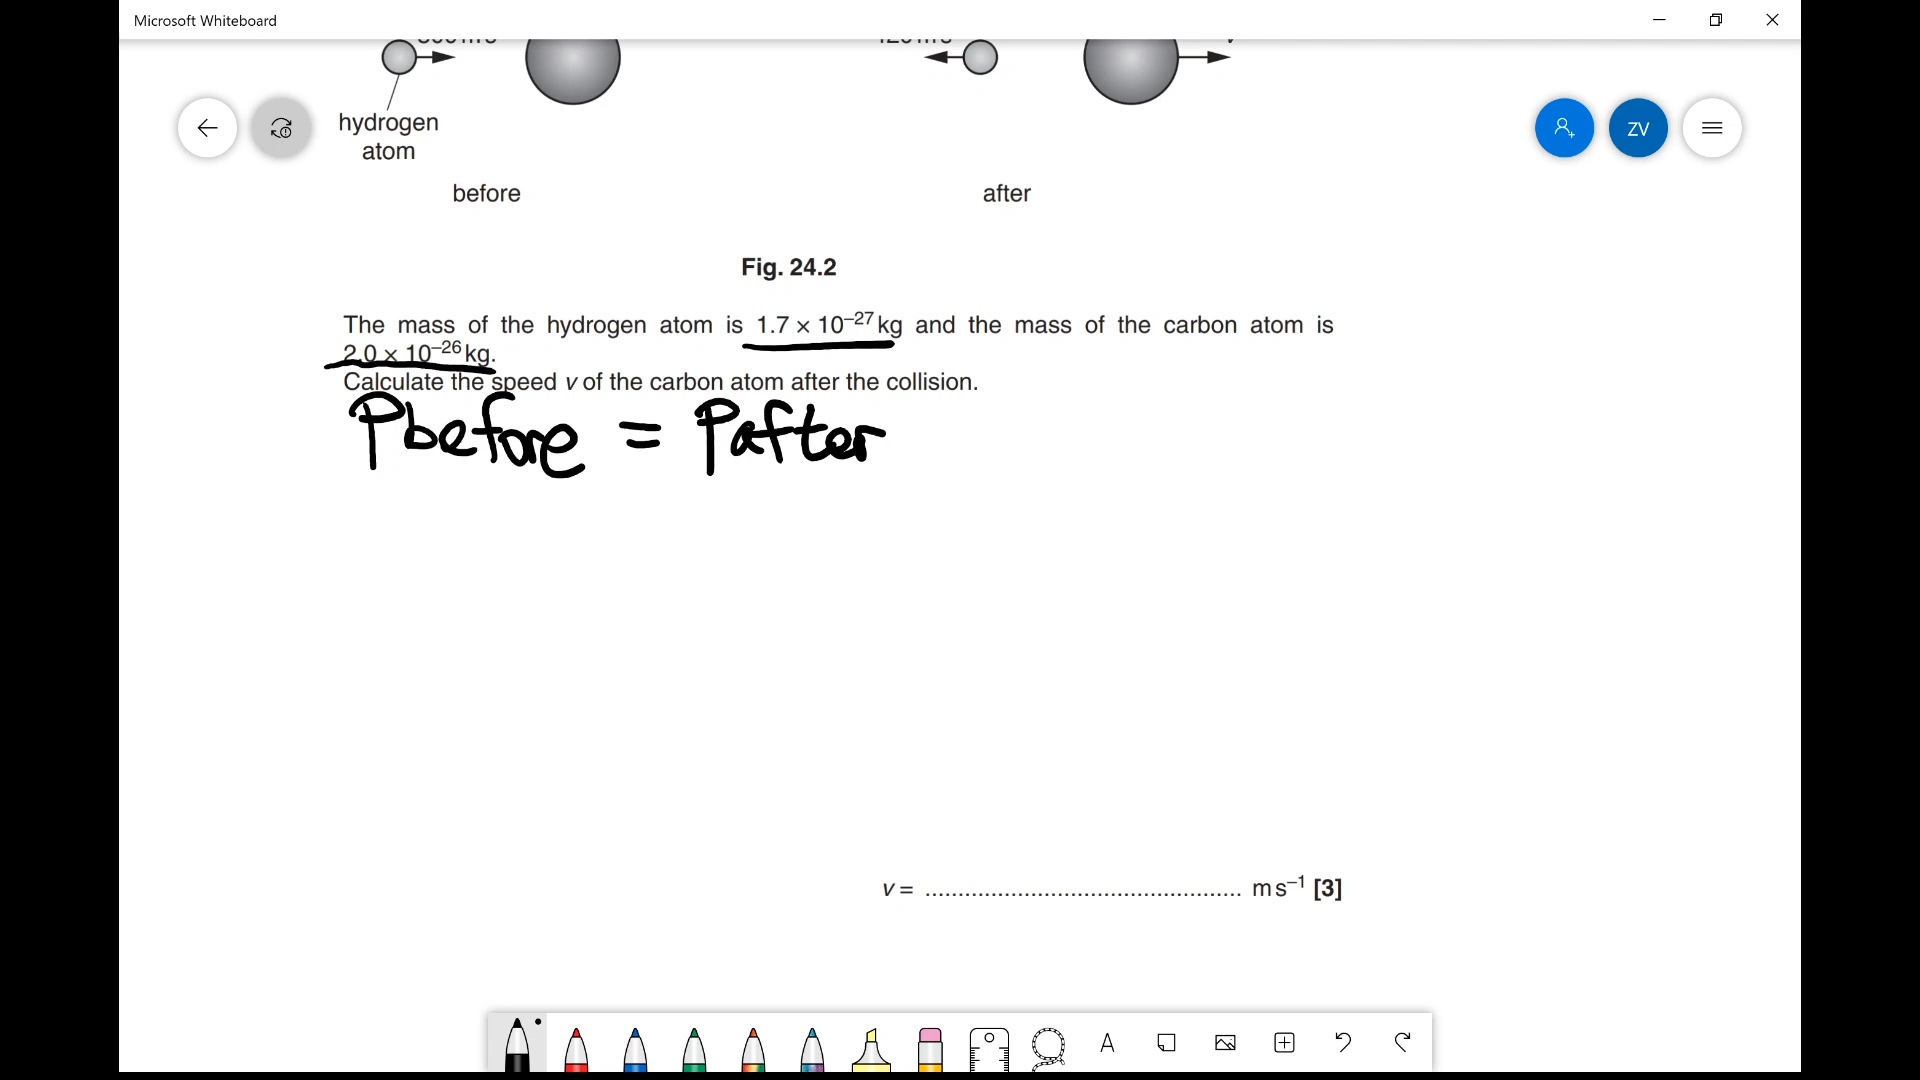 Microsoft Whiteboard
hydrogen
atom
ZV
before after
Fig. 24.2
The mass of the hydrogen atom is 1.7 × 10⁻²⁷ kg and the mass of the carbon atom is
2.0 × 10⁻²⁶ kg.
Calculate the speed v of the carbon atom after the collision.
Pbefore = Pafter
v = ................................................ m s⁻¹ [3]
A